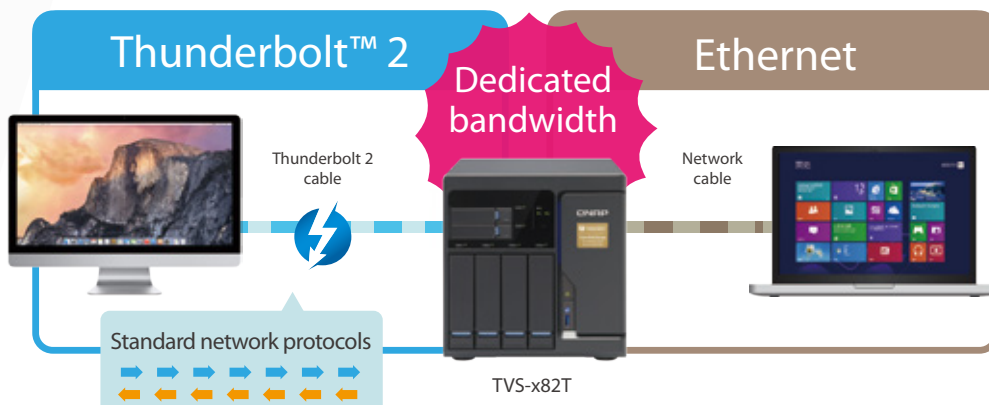 Thunderbolt™ 2
Dedicated
bandwidth
Ethernet
Thunderbolt 2
cable
Network
cable
QNAP
Standard network protocols
TVS-x82T